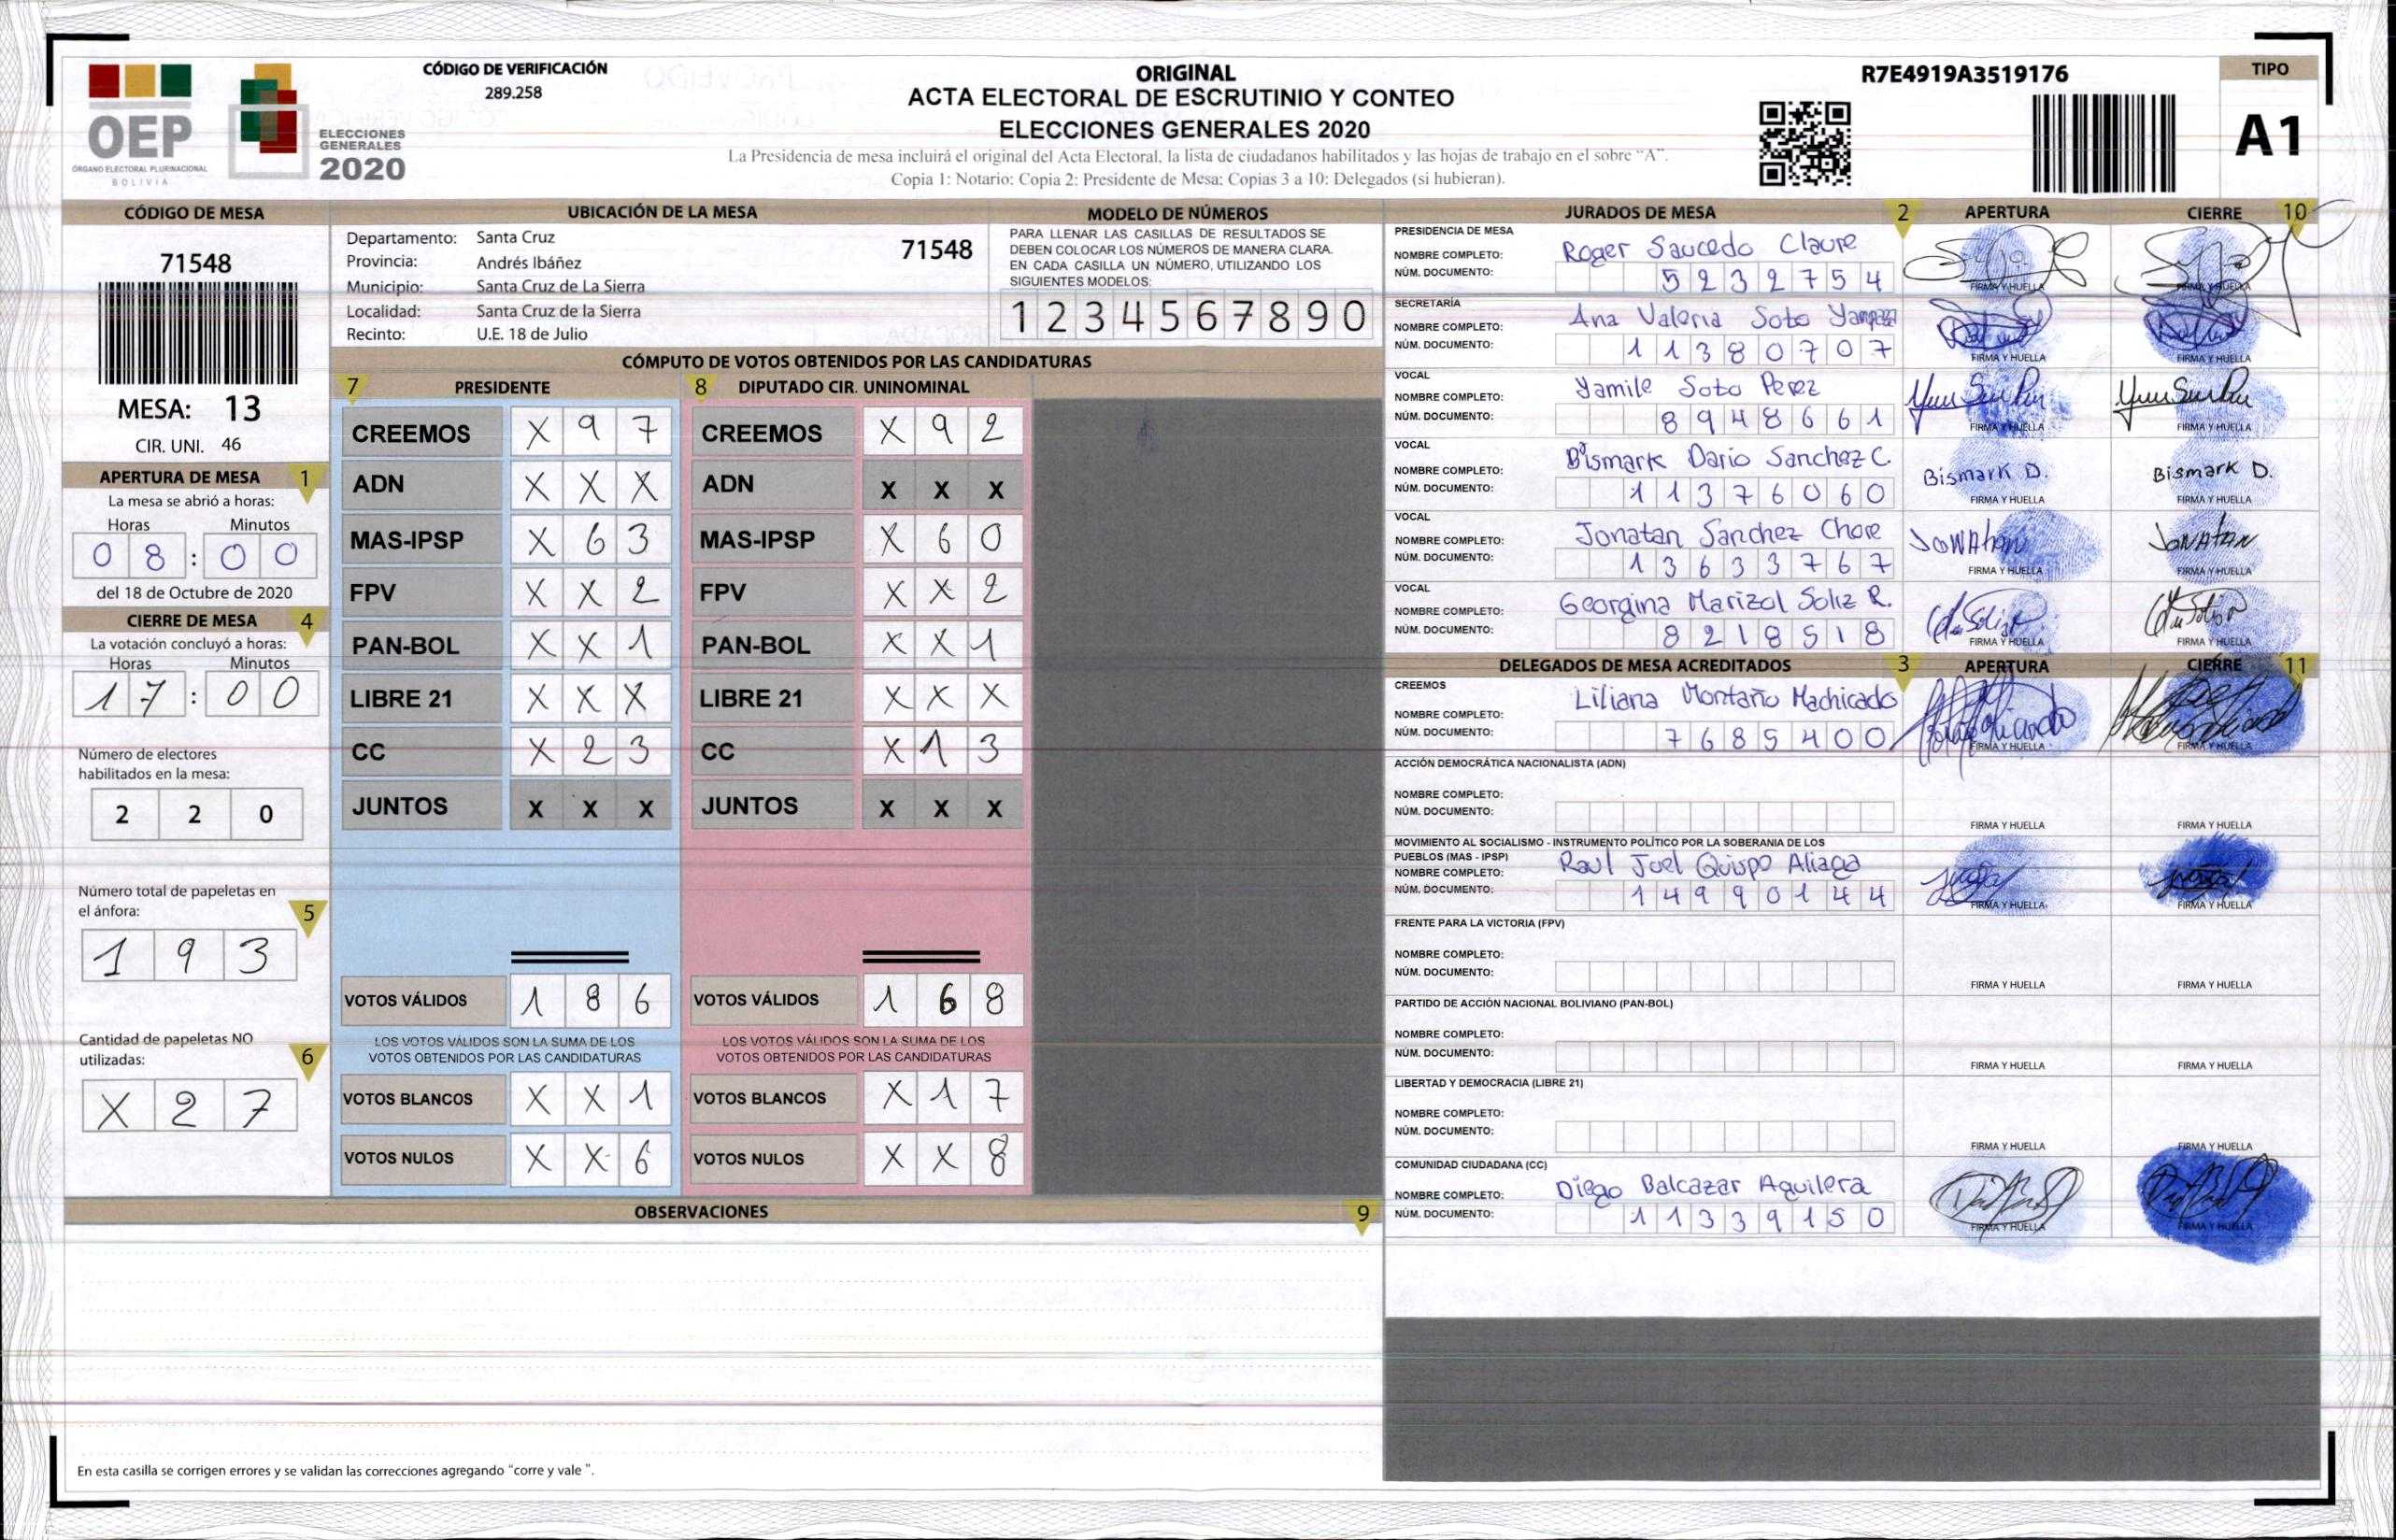 OEP
ÓRGANO ELECTORAL PLURINACIONAL
BOLIVIA
ELECCIONES
GENERALES
2020
CÓDIGO DE VERIFICACIÓN
289.258
ORIGINAL
ACTA ELECTORAL DE ESCRUTINIO Y CONTEO
ELECCIONES GENERALES 2020
La Presidencia de mesa incluirá el original del Acta Electoral, la lista de ciudadanos habilitados y las hojas de trabajo en el sobre "A".
Copia 1: Notario; Copia 2: Presidente de Mesa; Copias 3 a 10: Delegados (si hubieran).
R7E4919A3519176
TIPO
A1
CÓDIGO DE MESA
71548
MESA: 13
CIR. UNI. 46
APERTURA DE MESA 1
La mesa se abrió a horas:
Horas Minutos
0 8 : 0 0
del 18 de Octubre de 2020
CIERRE DE MESA 4
La votación concluyó a horas:
Horas Minutos
1 7 : 0 0
Número de electores
habilitados en la mesa:
2 2 0
Número total de papeletas en
el ánfora: 5
1 9 3
Cantidad de papeletas NO
utilizadas: 6
X 2 7
UBICACIÓN DE LA MESA
Departamento: Santa Cruz
71548
Provincia: Andrés Ibáñez
Municipio: Santa Cruz de La Sierra
Localidad: Santa Cruz de la Sierra
Recinto: U.E. 18 de Julio
MODELO DE NÚMEROS
PARA LLENAR LAS CASILLAS DE RESULTADOS SE
DEBEN COLOCAR LOS NÚMEROS DE MANERA CLARA.
EN CADA CASILLA UN NÚMERO, UTILIZANDO LOS
SIGUIENTES MODELOS:
1 2 3 4 5 6 7 8 9 0
CÓMPUTO DE VOTOS OBTENIDOS POR LAS CANDIDATURAS
7 PRESIDENTE 8 DIPUTADO CIR. UNINOMINAL
CREEMOS X 9 7 CREEMOS X 9 2
ADN X X X ADN X X X
MAS-IPSP X 6 3 MAS-IPSP X 6 0
FPV X X 2 FPV X X 2
PAN-BOL X X 1 PAN-BOL X X 1
LIBRE 21 X X X LIBRE 21 X X X
CC X 2 3 CC X 1 3
JUNTOS X X X JUNTOS X X X
VOTOS VÁLIDOS 1 8 6 VOTOS VÁLIDOS 1 6 8
LOS VOTOS VÁLIDOS SON LA SUMA DE LOS LOS VOTOS VÁLIDOS SON LA SUMA DE LOS
VOTOS OBTENIDOS POR LAS CANDIDATURAS VOTOS OBTENIDOS POR LAS CANDIDATURAS
VOTOS BLANCOS X X 1 VOTOS BLANCOS X 1 7
VOTOS NULOS X X 6 VOTOS NULOS X X 8
OBSERVACIONES 9
En esta casilla se corrigen errores y se validan las correcciones agregando "corre y vale ".
JURADOS DE MESA 2 APERTURA CIERRE 10
PRESIDENCIA DE MESA
NOMBRE COMPLETO: Roger Saucedo Claure
NÚM. DOCUMENTO: 5 2 3 2 7 5 4
FIRMA Y HUELLA FIRMA Y HUELLA
SECRETARÍA
NOMBRE COMPLETO: Ana Valeria Soto
NÚM. DOCUMENTO: 1 1 3 8 0 7 0 7
FIRMA Y HUELLA FIRMA Y HUELLA
VOCAL
NOMBRE COMPLETO: Yamile Soto Perez
NÚM. DOCUMENTO: 8 9 4 8 6 6 1
FIRMA Y HUELLA FIRMA Y HUELLA
VOCAL
NOMBRE COMPLETO: Bismark Dario Sanchez C.
Bismark D. Bismark D.
NÚM. DOCUMENTO: 1 1 3 7 6 0 6 0
FIRMA Y HUELLA FIRMA Y HUELLA
VOCAL
NOMBRE COMPLETO: Jonatan Sanchez Chore
JONAtan JoNAtan
NÚM. DOCUMENTO: 1 3 6 3 3 7 6 7
FIRMA Y HUELLA FIRMA Y HUELLA
VOCAL
NOMBRE COMPLETO: Georgina Marizol Soliz R.
NÚM. DOCUMENTO: 8 2 1 8 5 1 8
FIRMA Y HUELLA FIRMA Y HUELLA
DELEGADOS DE MESA ACREDITADOS 3 APERTURA CIERRE 11
CREEMOS
NOMBRE COMPLETO: Liliana Montaño Machicado
NÚM. DOCUMENTO: 7 6 8 5 4 0 0
FIRMA Y HUELLA FIRMA Y HUELLA
ACCIÓN DEMOCRÁTICA NACIONALISTA (ADN)
NOMBRE COMPLETO:
NÚM. DOCUMENTO:
FIRMA Y HUELLA FIRMA Y HUELLA
MOVIMIENTO AL SOCIALISMO - INSTRUMENTO POLÍTICO POR LA SOBERANIA DE LOS
PUEBLOS (MAS - IPSP)
NOMBRE COMPLETO: Raul Joel Quispo Aliaga
NÚM. DOCUMENTO: 1 4 9 9 0 1 4 4
FIRMA Y HUELLA FIRMA Y HUELLA
FRENTE PARA LA VICTORIA (FPV)
NOMBRE COMPLETO:
NÚM. DOCUMENTO:
FIRMA Y HUELLA FIRMA Y HUELLA
PARTIDO DE ACCIÓN NACIONAL BOLIVIANO (PAN-BOL)
NOMBRE COMPLETO:
NÚM. DOCUMENTO:
FIRMA Y HUELLA FIRMA Y HUELLA
LIBERTAD Y DEMOCRACIA (LIBRE 21)
NOMBRE COMPLETO:
NÚM. DOCUMENTO:
FIRMA Y HUELLA FIRMA Y HUELLA
COMUNIDAD CIUDADANA (CC)
NOMBRE COMPLETO: Diego Balcazar Aguilera
NÚM. DOCUMENTO: 1 1 3 3 9 1 5 0
FIRMA Y HUELLA FIRMA Y HUELLA